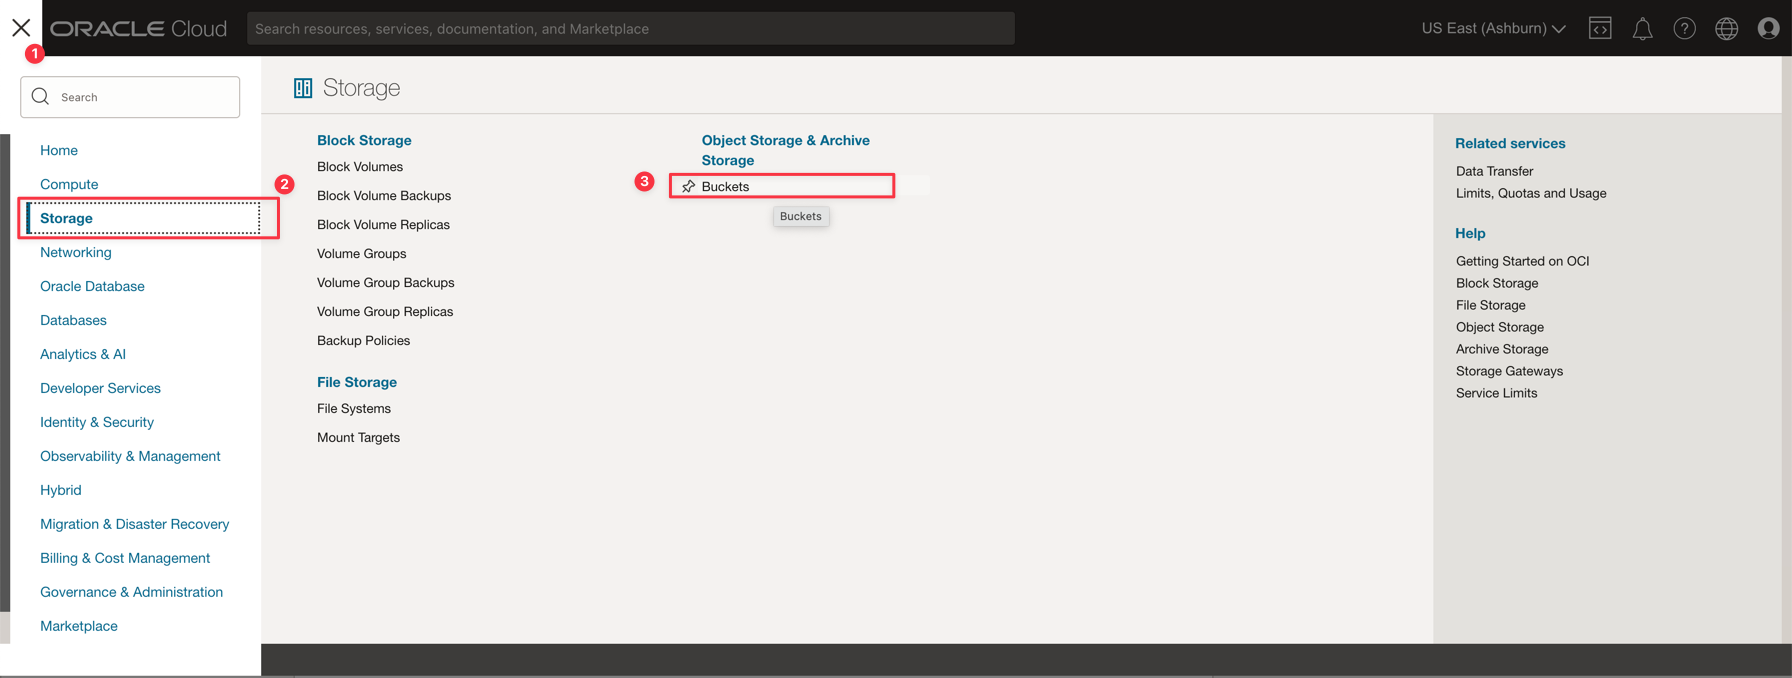 ORACLE Cloud
Search resources, services, documentation, and Marketplace
US East (Ashburn)
1
Search
Home
Compute
2
Storage
Networking
Oracle Database
Databases
Analytics & AI
Developer Services
Identity & Security
Observability & Management
Hybrid
Migration & Disaster Recovery
Billing & Cost Management
Governance & Administration
Marketplace
Storage
Block Storage
Block Volumes
Block Volume Backups
Block Volume Replicas
Volume Groups
Volume Group Backups
Volume Group Replicas
Backup Policies
File Storage
File Systems
Mount Targets
Object Storage & Archive
Storage
3
Buckets
Buckets
Related services
Data Transfer
Limits, Quotas and Usage
Help
Getting Started on OCI
Block Storage
File Storage
Object Storage
Archive Storage
Storage Gateways
Service Limits